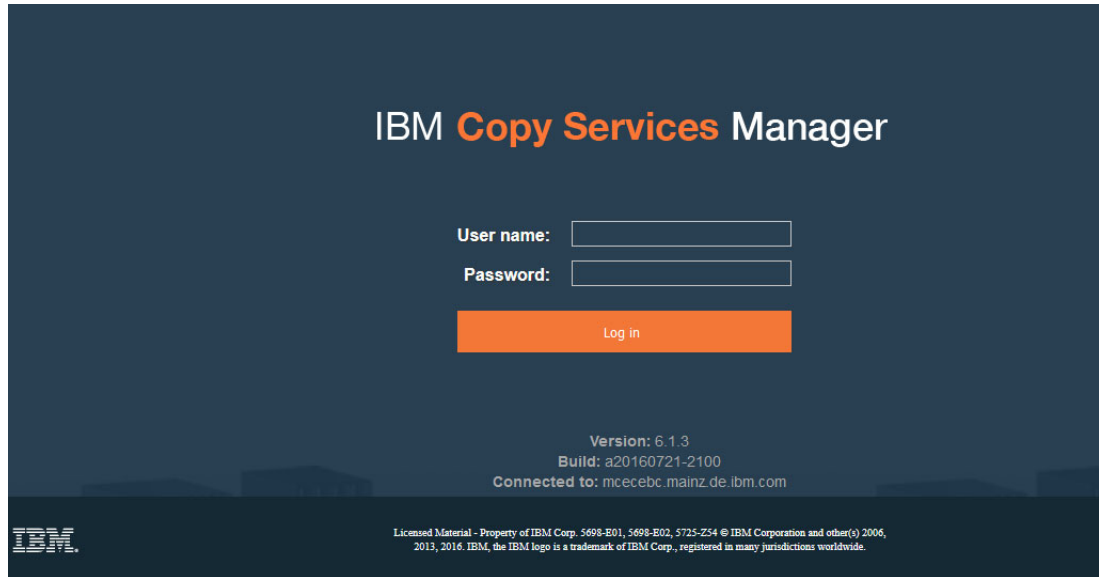 IBM Copy Services Manager
User name:
Password:
Log in
Version: 6.1.3
Build: a20160721-2100
Connected to: mcecebc.mainz.de.ibm.com
IBM.
Licensed Material - Property of IBM Corp. 5698-E01, 5698-E02, 5725-Z54 © IBM Corporation and other(s) 2006,
2013, 2016. IBM, the IBM logo is a trademark of IBM Corp., registered in many jurisdictions worldwide.